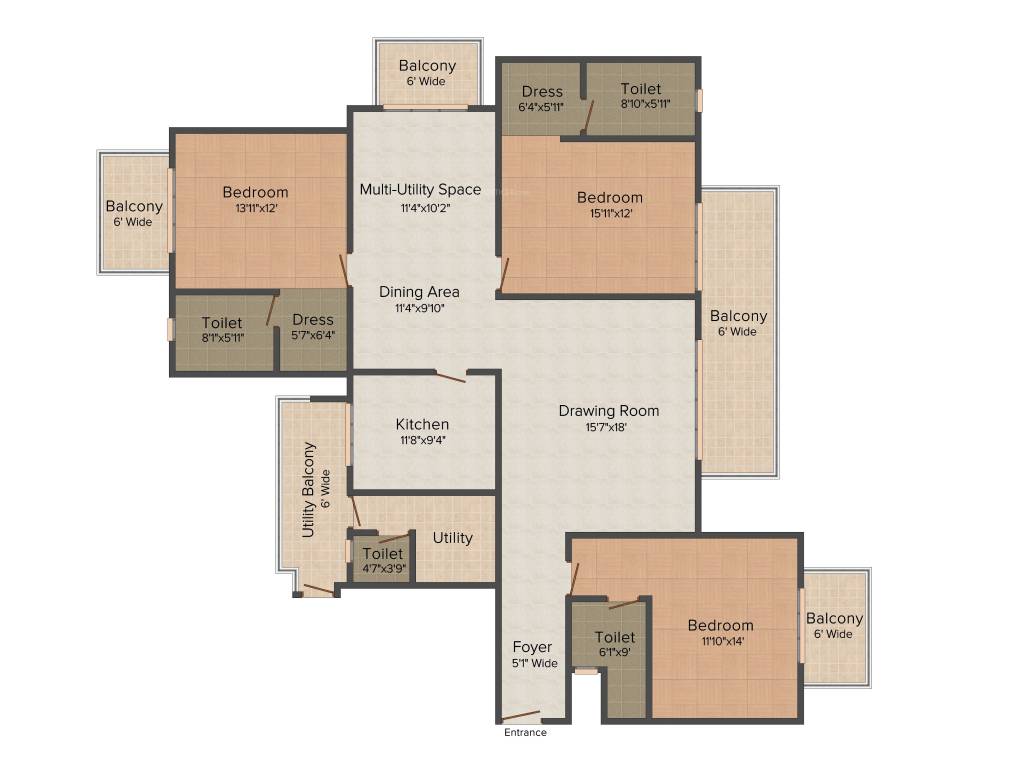 Balcony
6' Wide
Dress
6'4"x5'11"
Toilet
8'10"x5'11"
Bedroom
13'11"x12'
Multi-Utility Space
11'4"x10'2"
Bedroom
15'11"x12'
Balcony
6' Wide
Dining Area
11'4"x9'10"
Toilet
8'1"x5'11"
Dress
5'7"x6'4"
Balcony
6' Wide
Kitchen
11'8"x9'4"
Drawing Room
15'7"x18'
Utility Balcony
6' Wide
Utility
Toilet
4'7"x3'9"
Foyer
5'1" Wide
Toilet
6'1"x9'
Bedroom
11'10"x14'
Balcony
6' Wide
Entrance